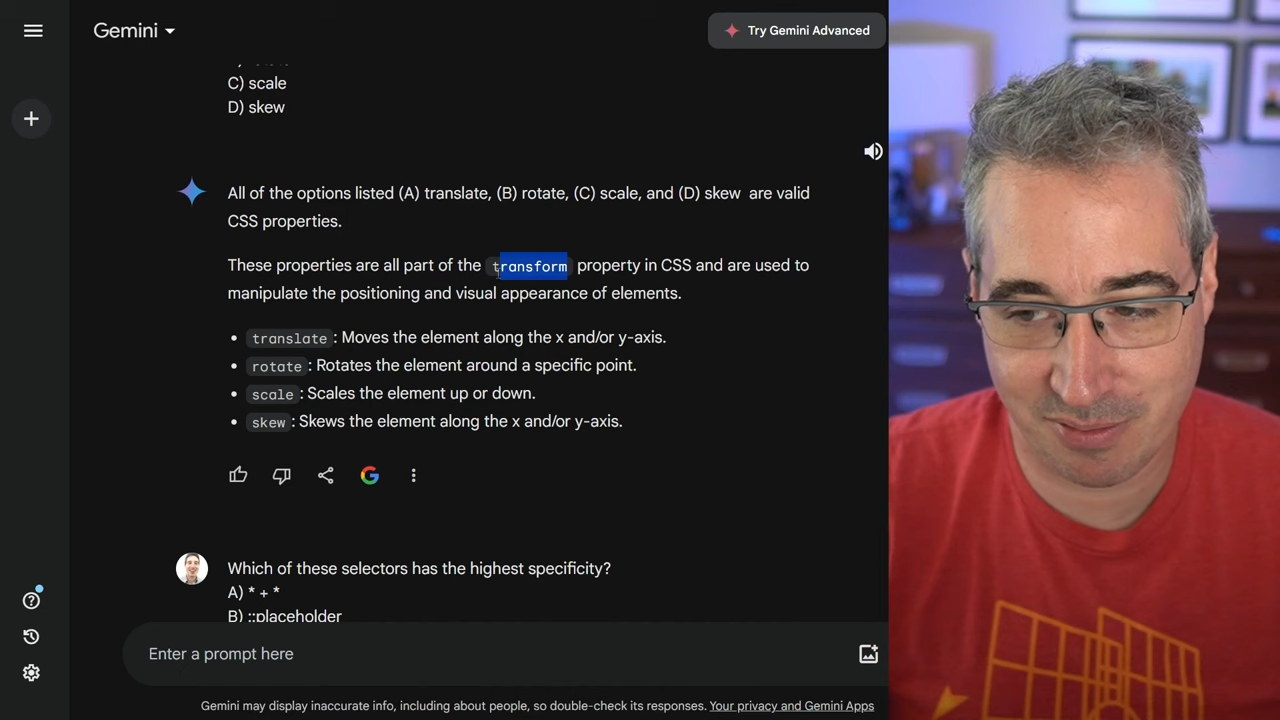 Gemini
Try Gemini Advanced
C) scale
D) skew
All of the options listed (A) translate, (B) rotate, (C) scale, and (D) skew are valid
CSS properties.
These properties are all part of the transform property in CSS and are used to
manipulate the positioning and visual appearance of elements.
• translate: Moves the element along the x and/or y-axis.
• rotate: Rotates the element around a specific point.
• scale: Scales the element up or down.
• skew: Skews the element along the x and/or y-axis.
Which of these selectors has the highest specificity?
A) * + *
B) ::placeholder
Enter a prompt here
Gemini may display inaccurate info, including about people, so double-check its responses. Your privacy and Gemini Apps